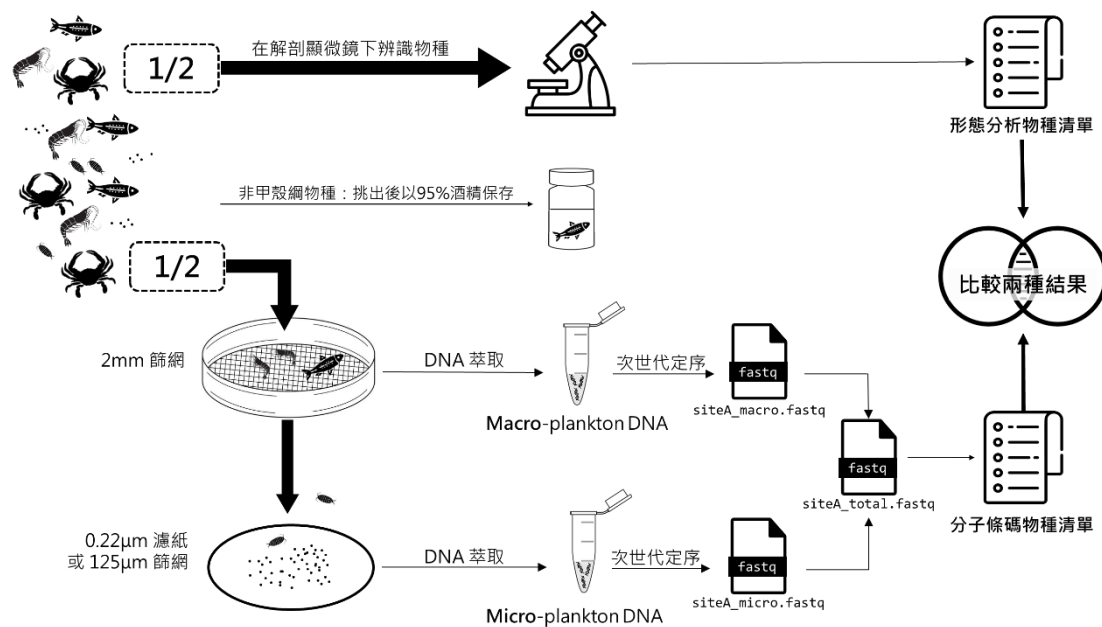 1/2
在解剖顯微鏡下辨識物種
形態分析物種清單
非甲殼綱物種：挑出後以95%酒精保存
1/2
比較兩種結果
2mm 篩網
DNA 萃取
次世代定序
fastq
siteA_macro.fastq
Macro-plankton DNA
fastq
siteA_total.fastq
分子條碼物種清單
0.22μm 濾紙
或 125μm 篩網
DNA 萃取
次世代定序
fastq
siteA_micro.fastq
Micro-plankton DNA